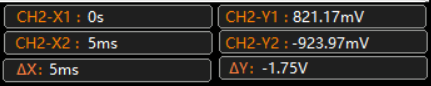 CH2-X1 : 0s CH2-Y1 : 821.17mV
CH2-X2 : 5ms CH2-Y2 : -923.97mV
ΔX: 5ms ΔY: -1.75V